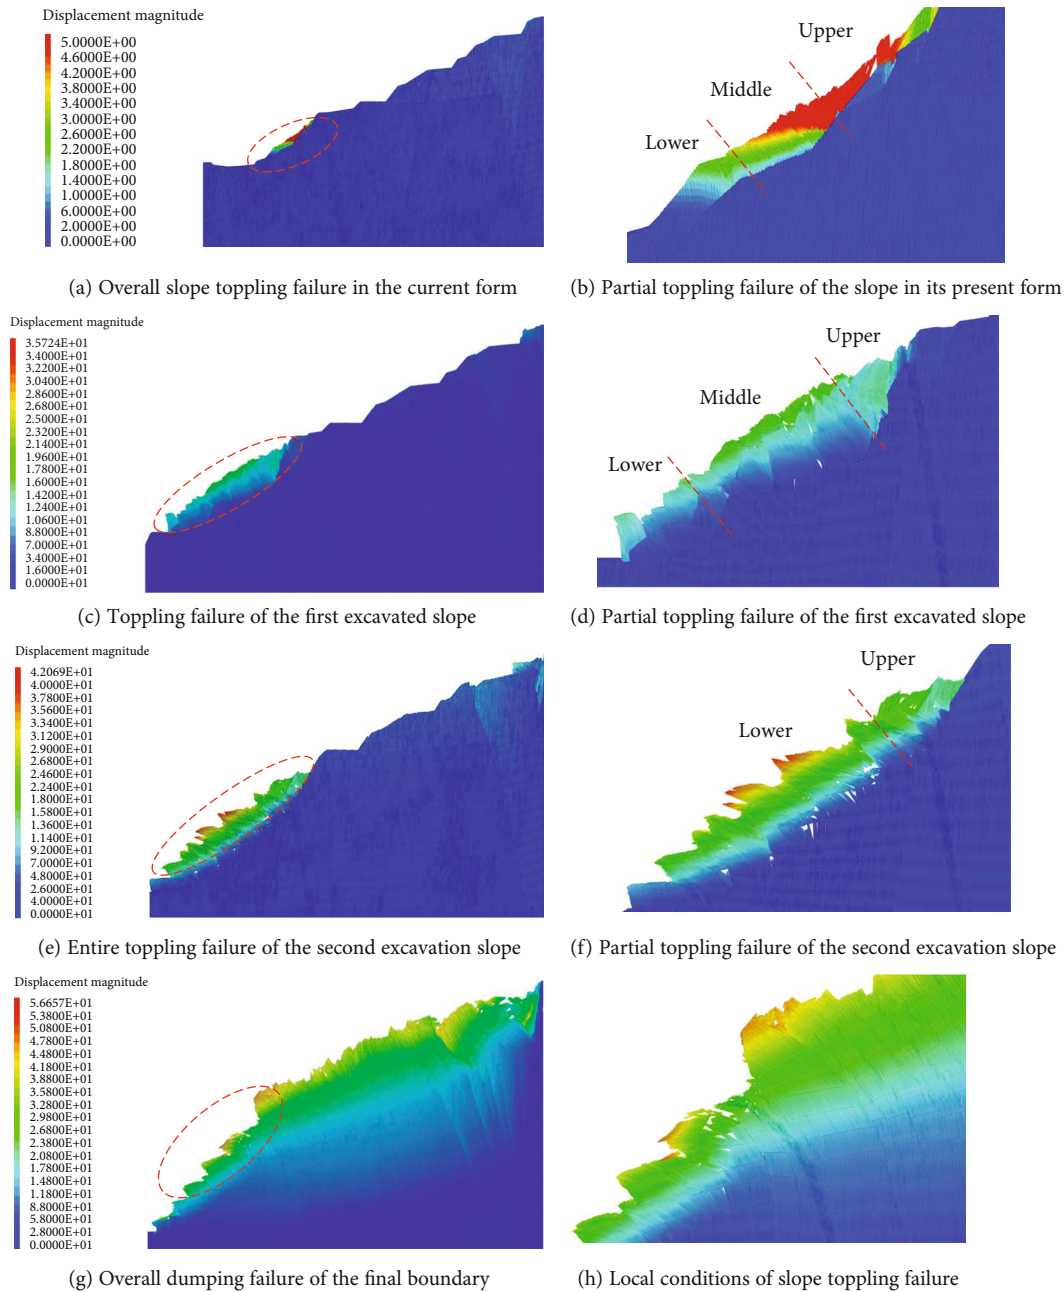 Displacement magnitude
5.0000E+00
4.6000E+00
4.2000E+00
3.4000E+00
3.8000E+00
2.6000E+00
2.2000E+00
1.8000E+00
1.4000E+00
1.0000E+00
6.0000E+00
2.0000E+00
0.0000E+00
Upper
Middle
Lower
(a) Overall slope toppling failure in the current form
(b) Partial toppling failure of the slope in its present form
Displacement magnitude
3.5724E+01
3.4000E+01
3.2200E+01
3.0400E+01
2.8600E+01
2.6800E+01
2.5000E+01
2.3200E+01
2.1400E+01
1.9600E+01
1.7800E+01
1.6000E+01
1.4200E+01
1.2400E+01
1.0600E+01
8.8000E+01
7.0000E+01
5.2000E+01
3.4000E+01
1.6000E+01
0.0000E+01
Upper
Middle
Lower
(c) Toppling failure of the first excavated slope
(d) Partial toppling failure of the first excavated slope
Displacement magnitude
4.2069E+01
4.0000E+01
3.7800E+01
3.5600E+01
3.3400E+01
3.1200E+01
2.9000E+01
2.6800E+01
2.4600E+01
2.2400E+01
1.8000E+01
1.5800E+01
1.3600E+01
1.1400E+01
9.2000E+01
7.0000E+01
4.8000E+01
2.6000E+01
4.0000E+01
0.0000E+01
Upper
Lower
(e) Entire toppling failure of the second excavation slope
(f) Partial toppling failure of the second excavation slope
Displacement magnitude
5.6657E+01
5.3800E+01
5.0800E+01
4.7800E+01
4.4800E+01
4.1800E+01
3.8800E+01
3.5800E+01
3.2800E+01
2.9800E+01
2.6800E+01
2.3800E+01
2.0800E+01
1.7800E+01
1.4800E+01
1.1800E+01
8.8000E+01
5.8000E+01
2.8000E+01
0.0000E+01
(g) Overall dumping failure of the final boundary
(h) Local conditions of slope toppling failure